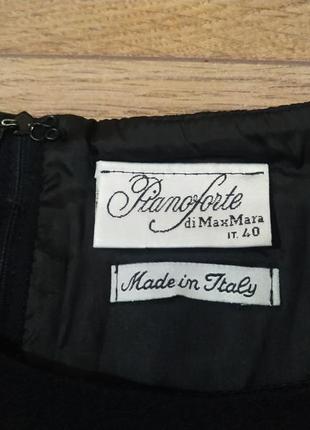 Pianoforte
di MaxMara
IT. 40
Made in Italy